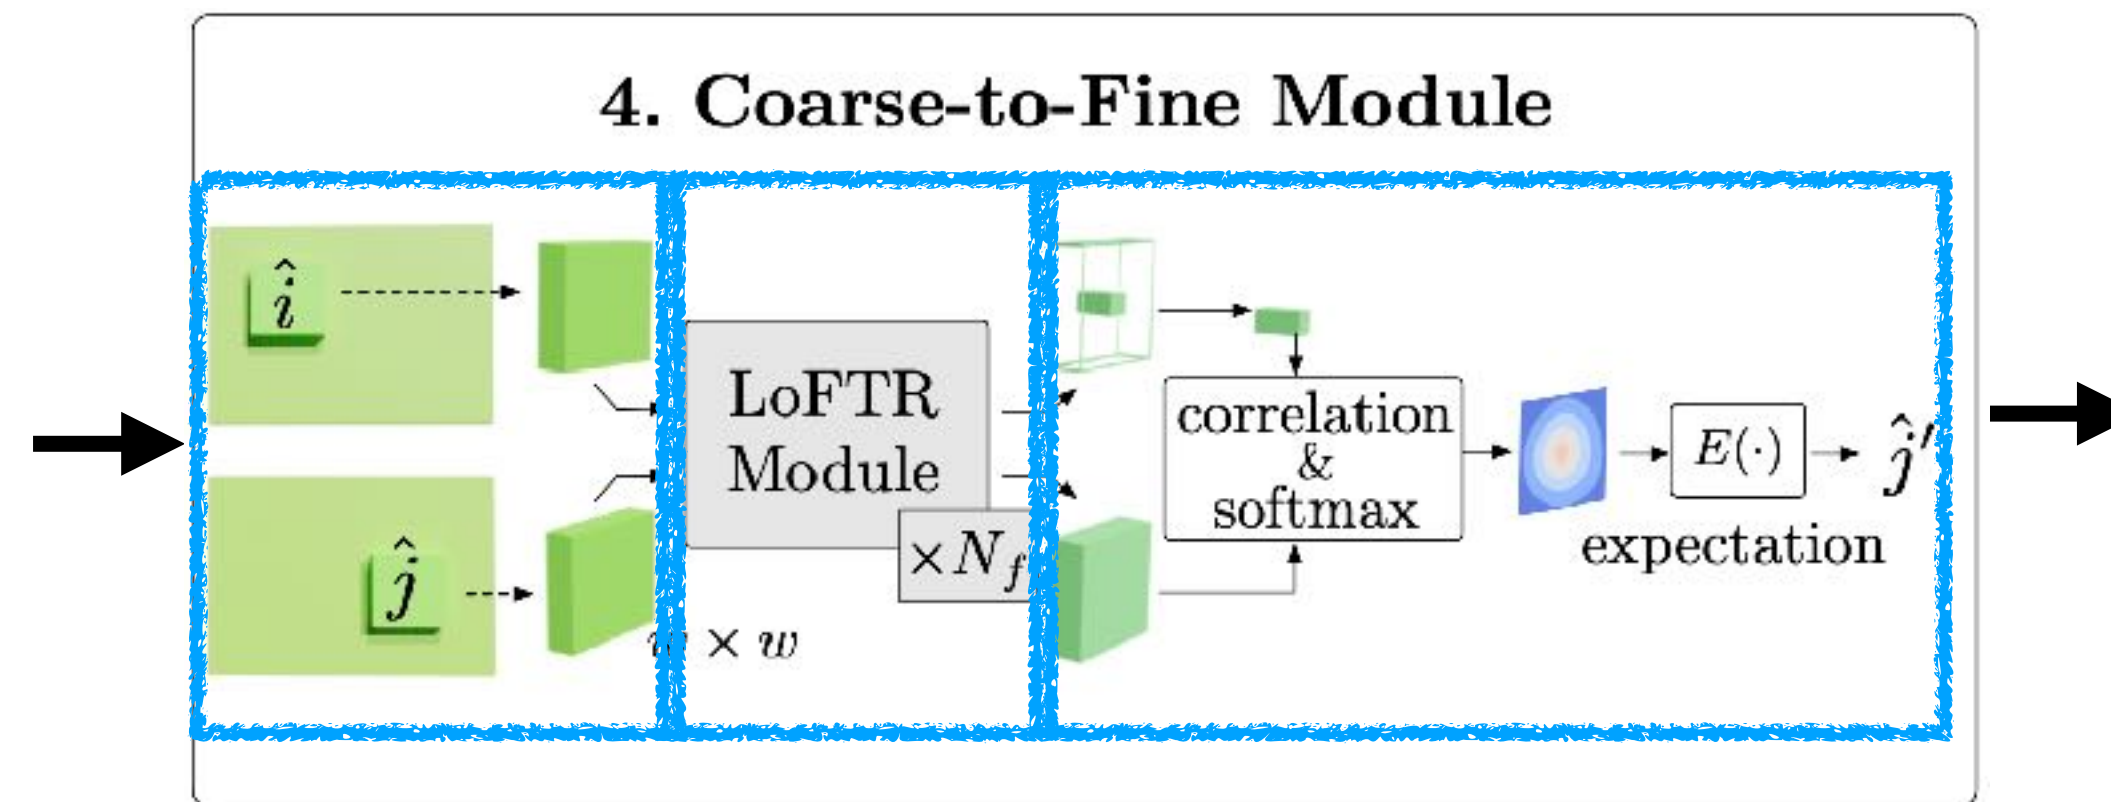 4. Coarse-to-Fine Module
î
ĵ
LoFTR
Module
×N_f
× w
correlation
&
softmax
E(·)
ĵ′
expectation